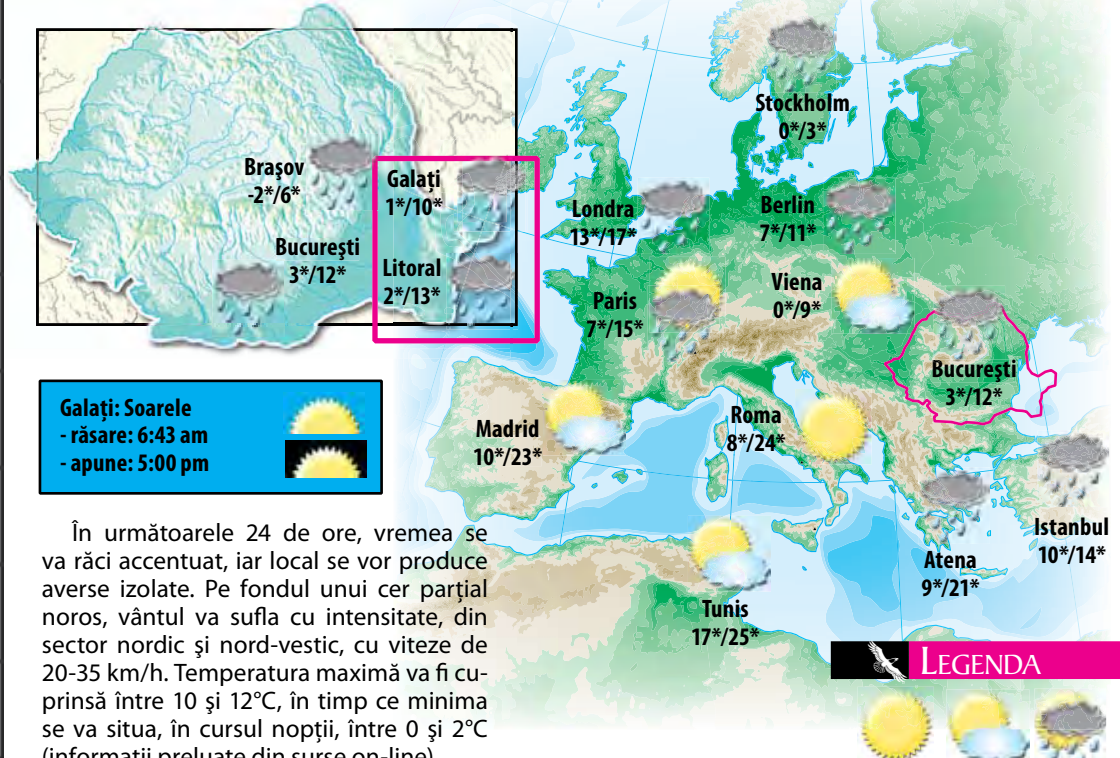 Stockholm
0*/3*
Braşov
-2*/6*
Galaţi
1*/10*
Londra
13*/17*
Berlin
7*/11*
Bucureşti
3*/12*
Litoral
2*/13*
Paris
7*/15*
Viena
0*/9*
Bucureşti
3*/12*
Galaţi: Soarele
- răsare: 6:43 am
- apune: 5:00 pm
Madrid
10*/23*
Roma
8*/24*
Istanbul
10*/14*
Atena
9*/21*
Tunis
17*/25*
În următoarele 24 de ore, vremea se
va răci accentuat, iar local se vor produce
averse izolate. Pe fondul unui cer parţial
noros, vântul va sufla cu intensitate, din
sector nordic şi nord-vestic, cu viteze de
20-35 km/h. Temperatura maximă va fi cu-
prinsă între 10 şi 12°C, în timp ce minima
se va situa, în cursul nopţii, între 0 şi 2°C
(informaţii preluate din surse on-line)
LEGENDA